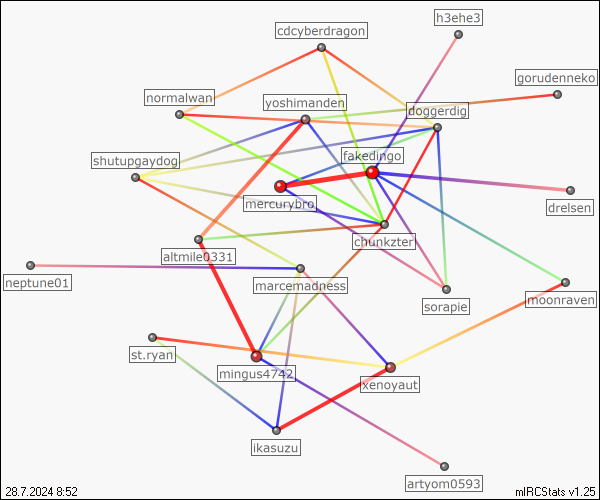 h3ehe3
cdcyberdragon
gorudenneko
normalwan
yoshimanden
doggerdig
shutupgaydog
fakedingo
mercurybro
drelsen
chunkzter
altmile0331
neptune01
marcemadness
sorapie
moonraven
st.ryan
mingus4742
xenoyaut
ikasuzu
artyom0593
28.7.2024 8:52
mIRCStats v1.25